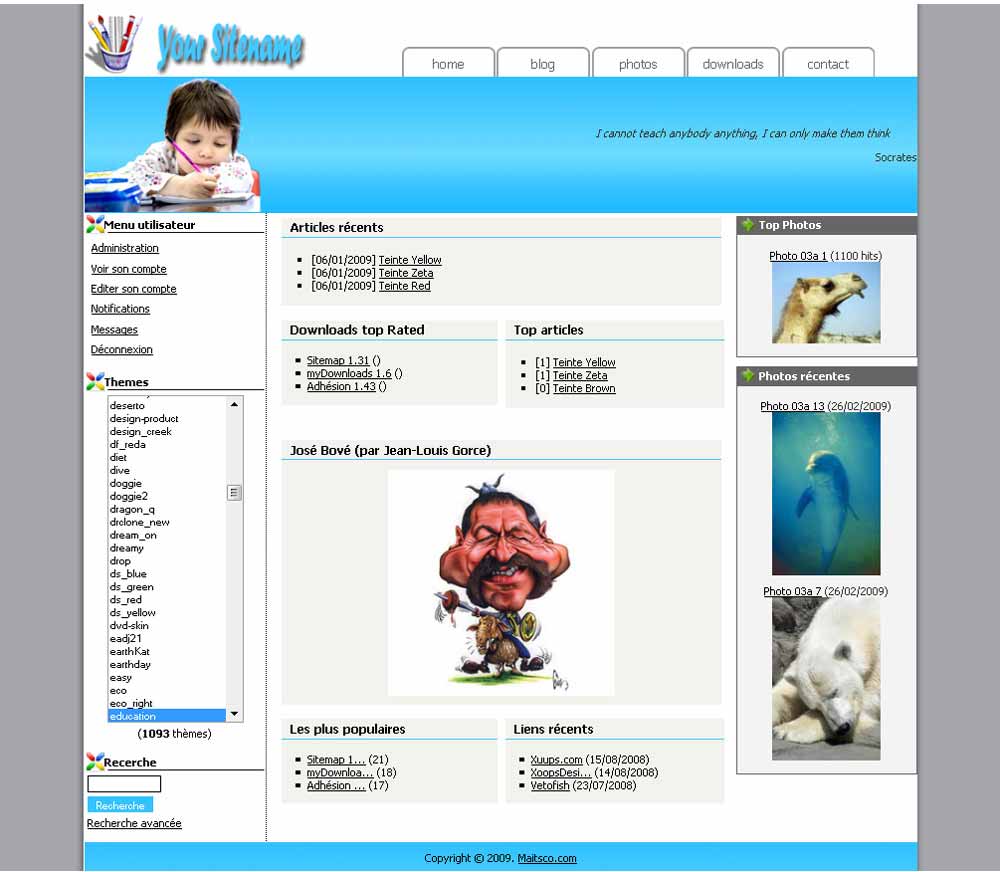 Your Sitename
home
blog
photos
downloads
contact
I cannot teach anybody anything, I can only make them think
Socrates
Menu utilisateur
Administration
Voir son compte
Editer son compte
Notifications
Messages
Déconnexion
Themes
deserto
design-product
design_creek
df_reda
diet
dive
doggie
doggie2
dragon_q
drclone_new
dream_on
dreamy
drop
ds_blue
ds_green
ds_red
ds_yellow
dvd-skin
eadj21
earthKat
earthday
easy
eco
eco_right
education
(1093 thèmes)
Recerche
Recherche
Recherche avancée
Articles récents
[06/01/2009] Teinte Yellow
[06/01/2009] Teinte Zeta
[06/01/2009] Teinte Red
Downloads top Rated
Sitemap 1.31 ()
myDownloads 1.6 ()
Adhésion 1.43 ()
Top articles
[1] Teinte Yellow
[1] Teinte Zeta
[0] Teinte Brown
José Bové (par Jean-Louis Gorce)
Les plus populaires
Sitemap 1... (21)
myDownloa... (18)
Adhésion ... (17)
Liens récents
Xuups.com (15/08/2008)
XoopsDesi... (14/08/2008)
Vetofish (23/07/2008)
Top Photos
Photo 03a 1 (1100 hits)
Photos récentes
Photo 03a 13 (26/02/2009)
Photo 03a 7 (26/02/2009)
Copyright © 2009. Maitsco.com